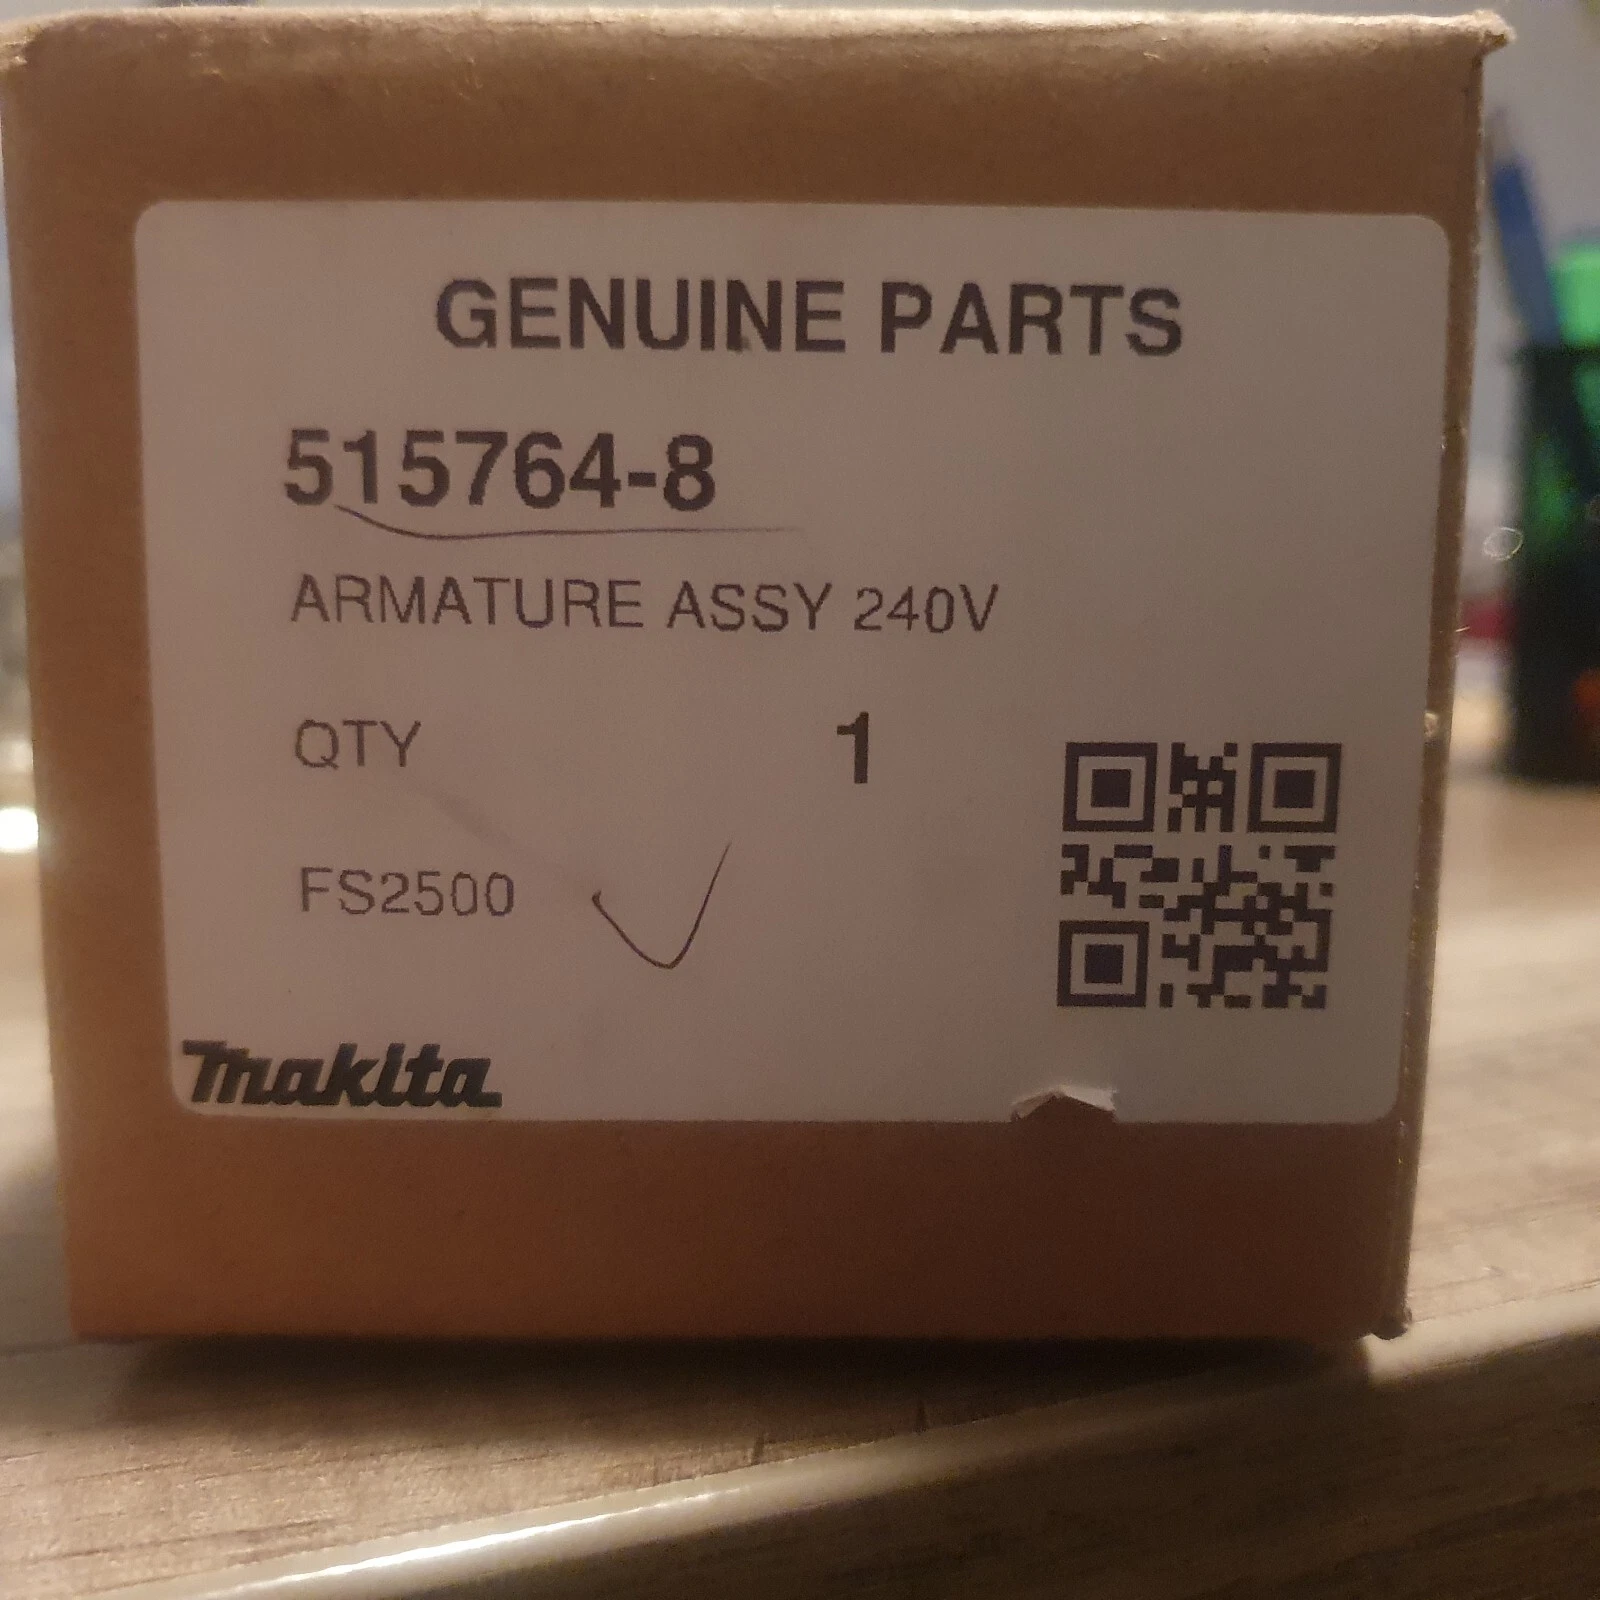 GENUINE PARTS
515764-8
ARMATURE ASSY 240V
QTY 1
FS2500
makita